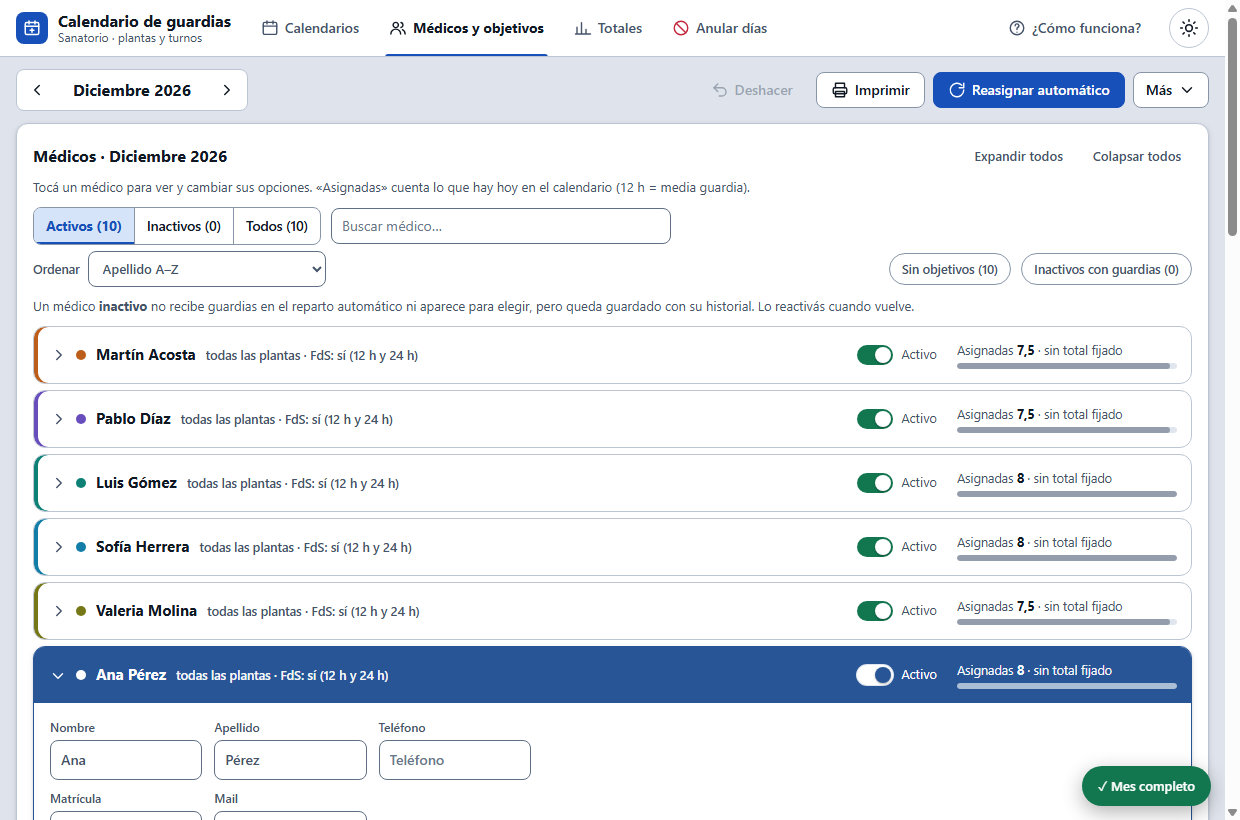 Calendario de guardias
Sanatorio · plantas y turnos
Calendarios
Médicos y objetivos
Totales
Anular días
¿Cómo funciona?
Diciembre 2026
Deshacer
Imprimir
Reasignar automático
Más
Médicos · Diciembre 2026
Expandir todos
Colapsar todos
Tocá un médico para ver y cambiar sus opciones. «Asignadas» cuenta lo que hay hoy en el calendario (12 h = media guardia).
Activos (10)
Inactivos (0)
Todos (10)
Buscar médico...
Ordenar
Apellido A–Z
Sin objetivos (10)
Inactivos con guardias (0)
Un médico inactivo no recibe guardias en el reparto automático ni aparece para elegir, pero queda guardado con su historial. Lo reactivás cuando vuelve.
Martín Acosta todas las plantas · FdS: sí (12 h y 24 h)
Activo
Asignadas 7,5 · sin total fijado
Pablo Díaz todas las plantas · FdS: sí (12 h y 24 h)
Activo
Asignadas 7,5 · sin total fijado
Luis Gómez todas las plantas · FdS: sí (12 h y 24 h)
Activo
Asignadas 8 · sin total fijado
Sofía Herrera todas las plantas · FdS: sí (12 h y 24 h)
Activo
Asignadas 8 · sin total fijado
Valeria Molina todas las plantas · FdS: sí (12 h y 24 h)
Activo
Asignadas 7,5 · sin total fijado
Ana Pérez todas las plantas · FdS: sí (12 h y 24 h)
Activo
Asignadas 8 · sin total fijado
Nombre
Apellido
Teléfono
Ana
Pérez
Teléfono
Matrícula
Mail
✓ Mes completo